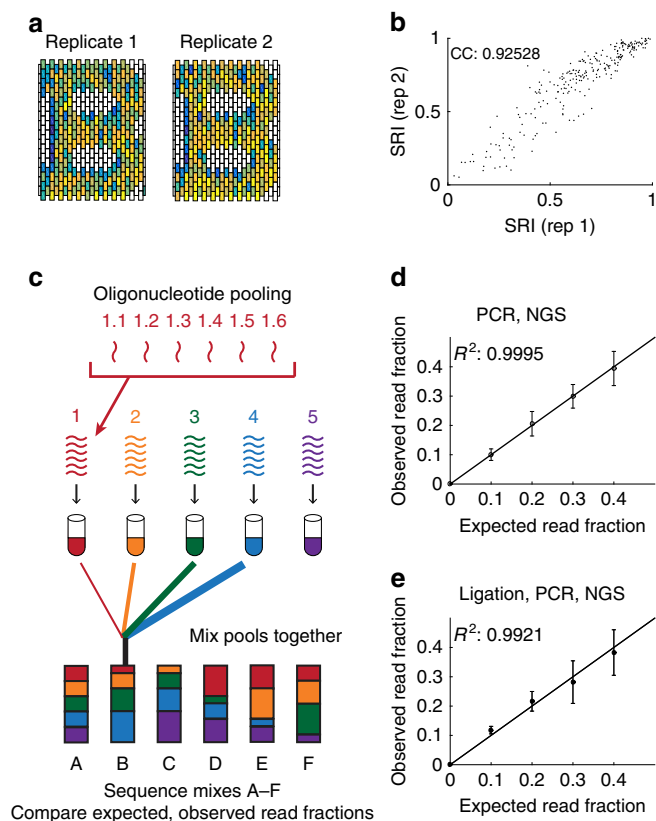 a
Replicate 1
Replicate 2
b
CC: 0.92528
1
0.5
0
0.5
1
SRI (rep 2)
SRI (rep 1)
c
Oligonucleotide pooling
1.1 1.2 1.3 1.4 1.5 1.6
1 2 3 4 5
Mix pools together
A B C D E F
Sequence mixes A–F
Compare expected, observed read fractions
d
PCR, NGS
R²: 0.9995
0.4
0.3
0.2
0.1
0
0 0.1 0.2 0.3 0.4
Observed read fraction
Expected read fraction
e
Ligation, PCR, NGS
R²: 0.9921
0.4
0.3
0.2
0.1
0
0 0.1 0.2 0.3 0.4
Observed read fraction
Expected read fraction